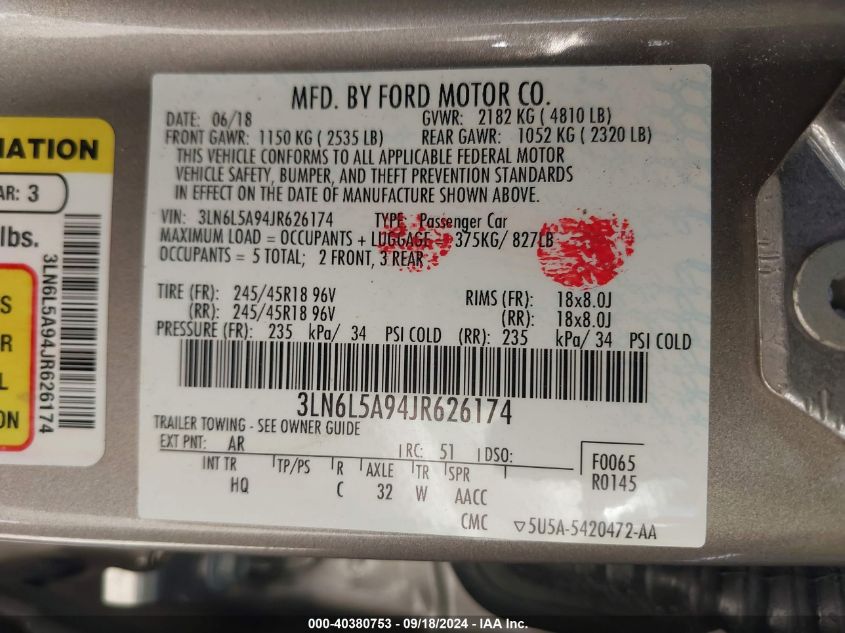 MFD. BY FORD MOTOR CO.
DATE: 06/18 GVWR: 2182 KG ( 4810 LB)
FRONT GAWR: 1150 KG ( 2535 LB) REAR GAWR: 1052 KG ( 2320 LB)
THIS VEHICLE CONFORMS TO ALL APPLICABLE FEDERAL MOTOR
VEHICLE SAFETY, BUMPER, AND THEFT PREVENTION STANDARDS
IN EFFECT ON THE DATE OF MANUFACTURE SHOWN ABOVE.
VIN: 3LN6L5A94JR626174 TYPE Passenger Car
MAXIMUM LOAD = OCCUPANTS + LUGGAGE = 375KG/ 827LB
OCCUPANTS = 5 TOTAL; 2 FRONT, 3 REAR
TIRE (FR): 245/45R18 96V RIMS (FR): 18x8.0J
(RR): 245/45R18 96V (RR): 18x8.0J
PRESSURE (FR): 235 kPa/ 34 PSI COLD (RR): 235 kPa/ 34 PSI COLD
3LN6L5A94JR626174
TRAILER TOWING - SEE OWNER GUIDE
EXT PNT: AR RC: 51 DSO: F0065
INT TR TP/PS R AXLE TR SPR R0145
HQ C 32 W AACC
CMC ▽5U5A-5420472-AA
MATION
AR: 3
lbs.
S
R
L
ON
3LN6L5A94JR626174
000-40380753 - 09/18/2024 - IAA Inc.